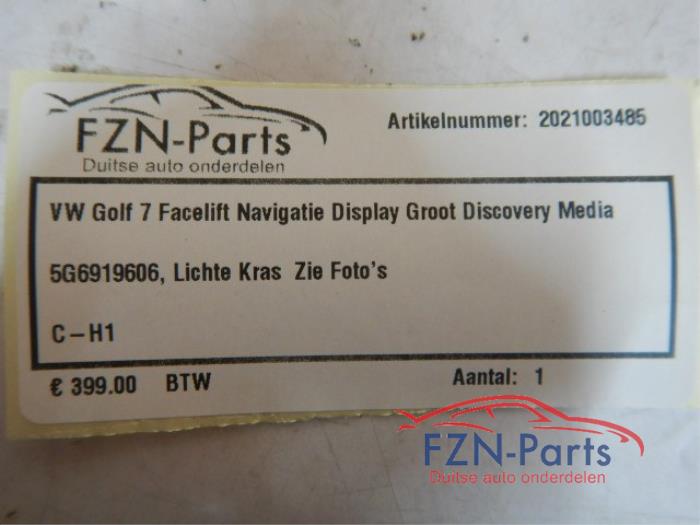 FZN-Parts
Duitse auto onderdelen
Artikelnummer: 2021003485
VW Golf 7 Facelift Navigatie Display Groot Discovery Media
5G6919606, Lichte Kras Zie Foto's
C-H1
€ 399.00 BTW
Aantal: 1
FZN-Parts
Duitse auto onderdelen